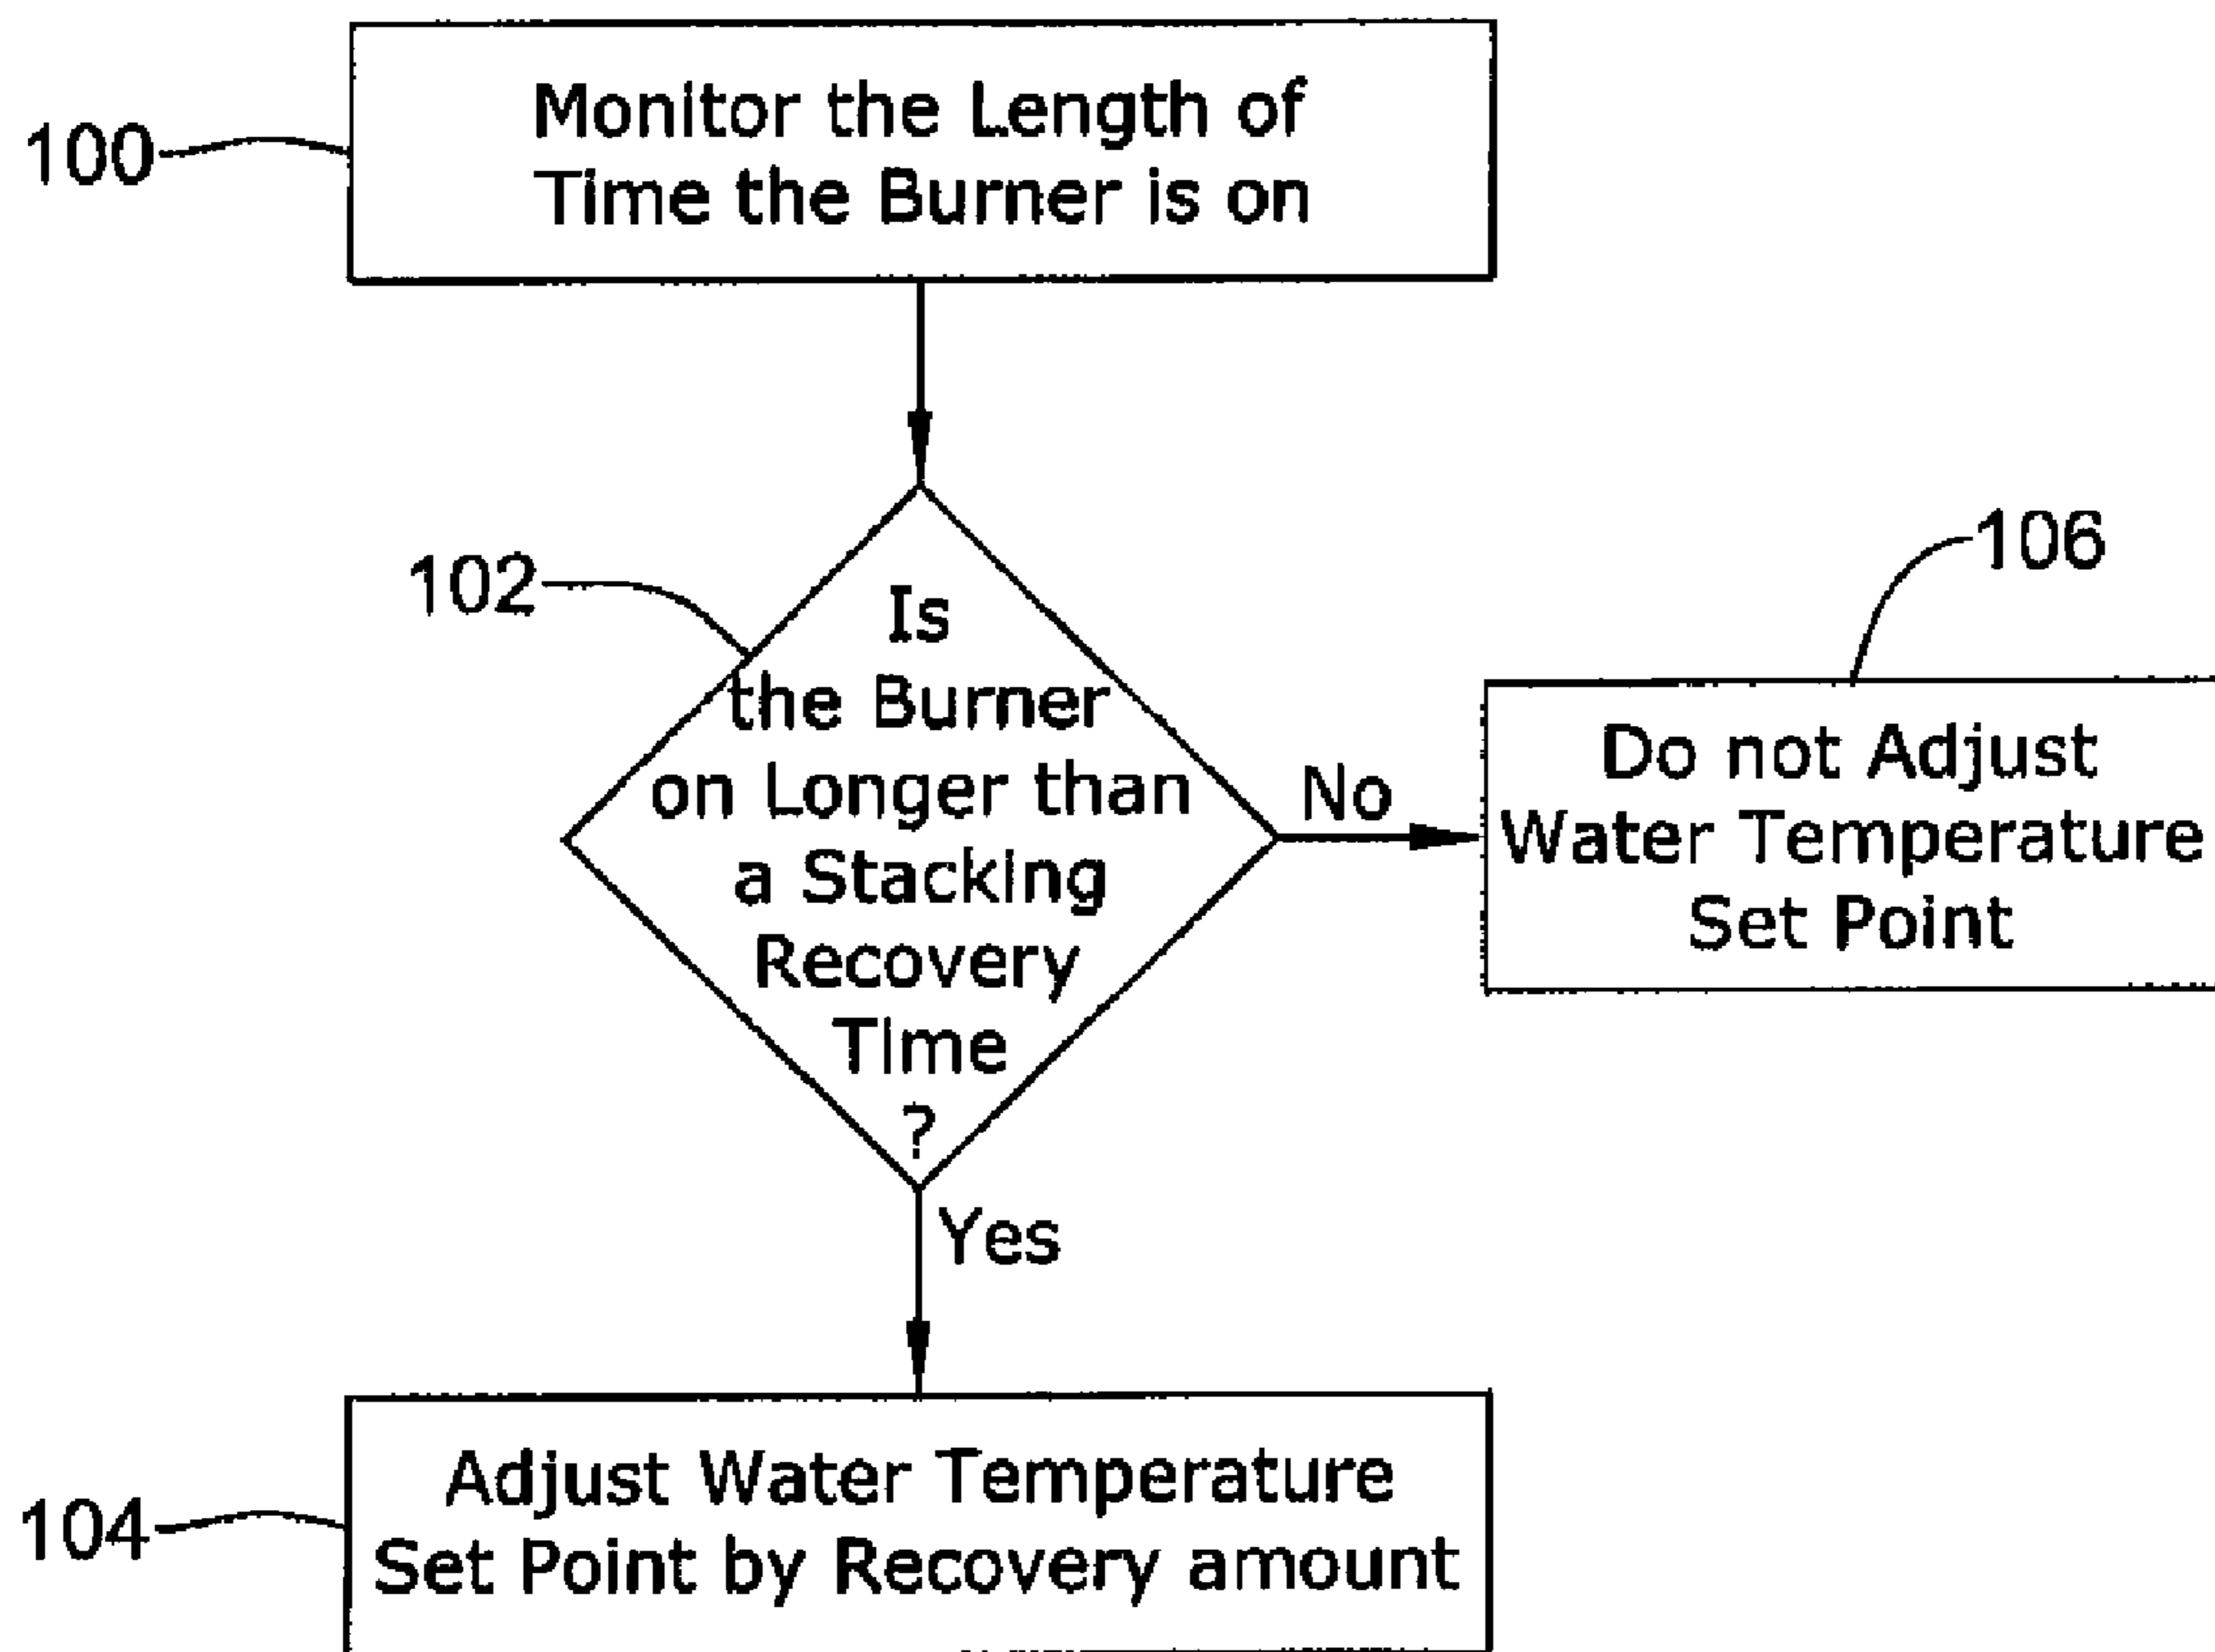 100
Monitor the Length of
Time the Burner is on
102
Is
the Burner
on Longer than
a Stacking
Recovery
Time
?
No
106
Do not Adjust
Water Temperature
Set Point
Yes
104
Adjust Water Temperature
Set Point by Recovery amount